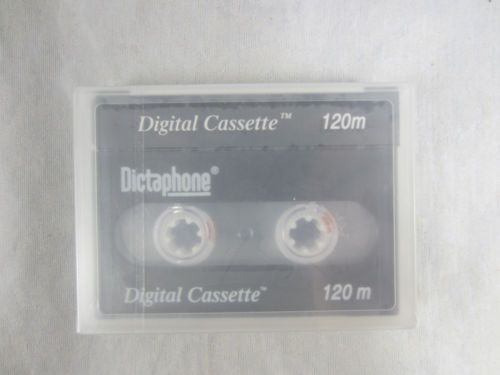 Digital Cassette™ 120m
Dictaphone®
Digital Cassette™ 120 m